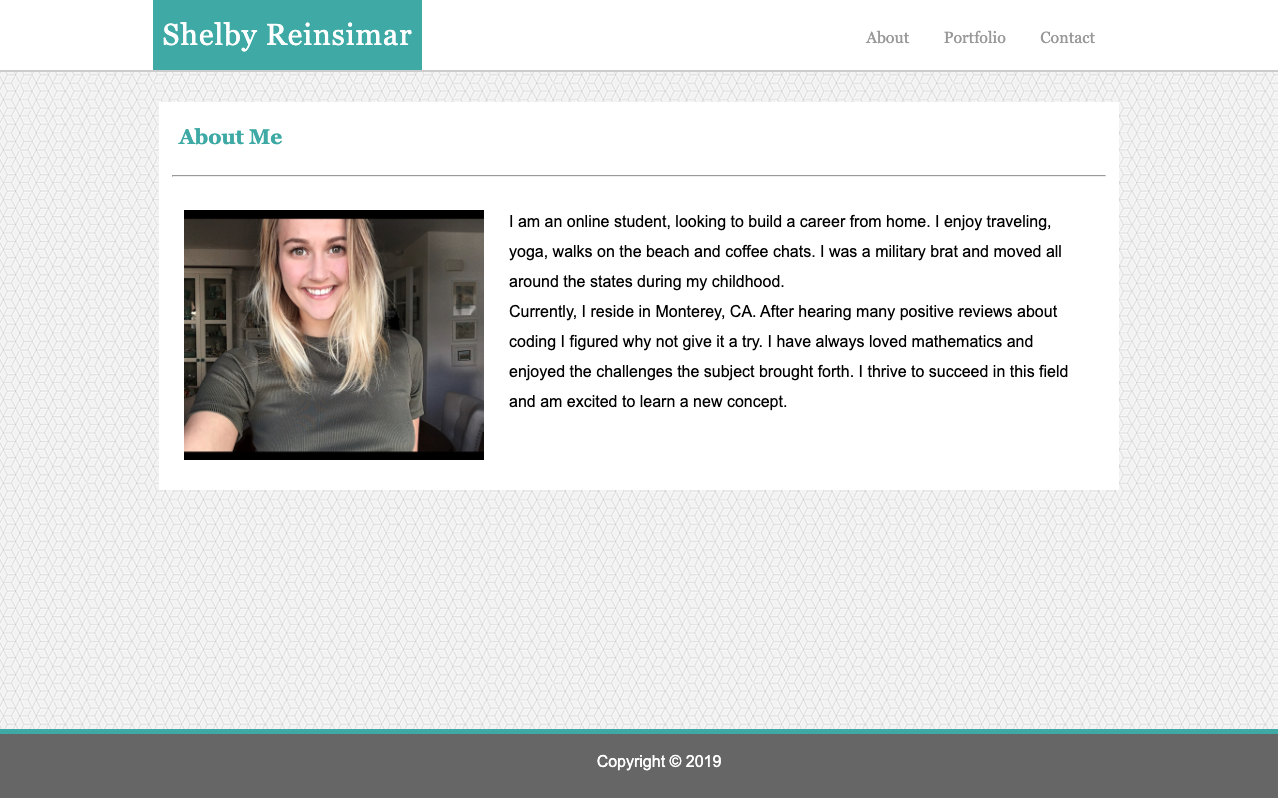 Shelby Reinsimar
About
Portfolio
Contact
About Me
I am an online student, looking to build a career from home. I enjoy traveling,
yoga, walks on the beach and coffee chats. I was a military brat and moved all
around the states during my childhood.
Currently, I reside in Monterey, CA. After hearing many positive reviews about
coding I figured why not give it a try. I have always loved mathematics and
enjoyed the challenges the subject brought forth. I thrive to succeed in this field
and am excited to learn a new concept.
Copyright © 2019